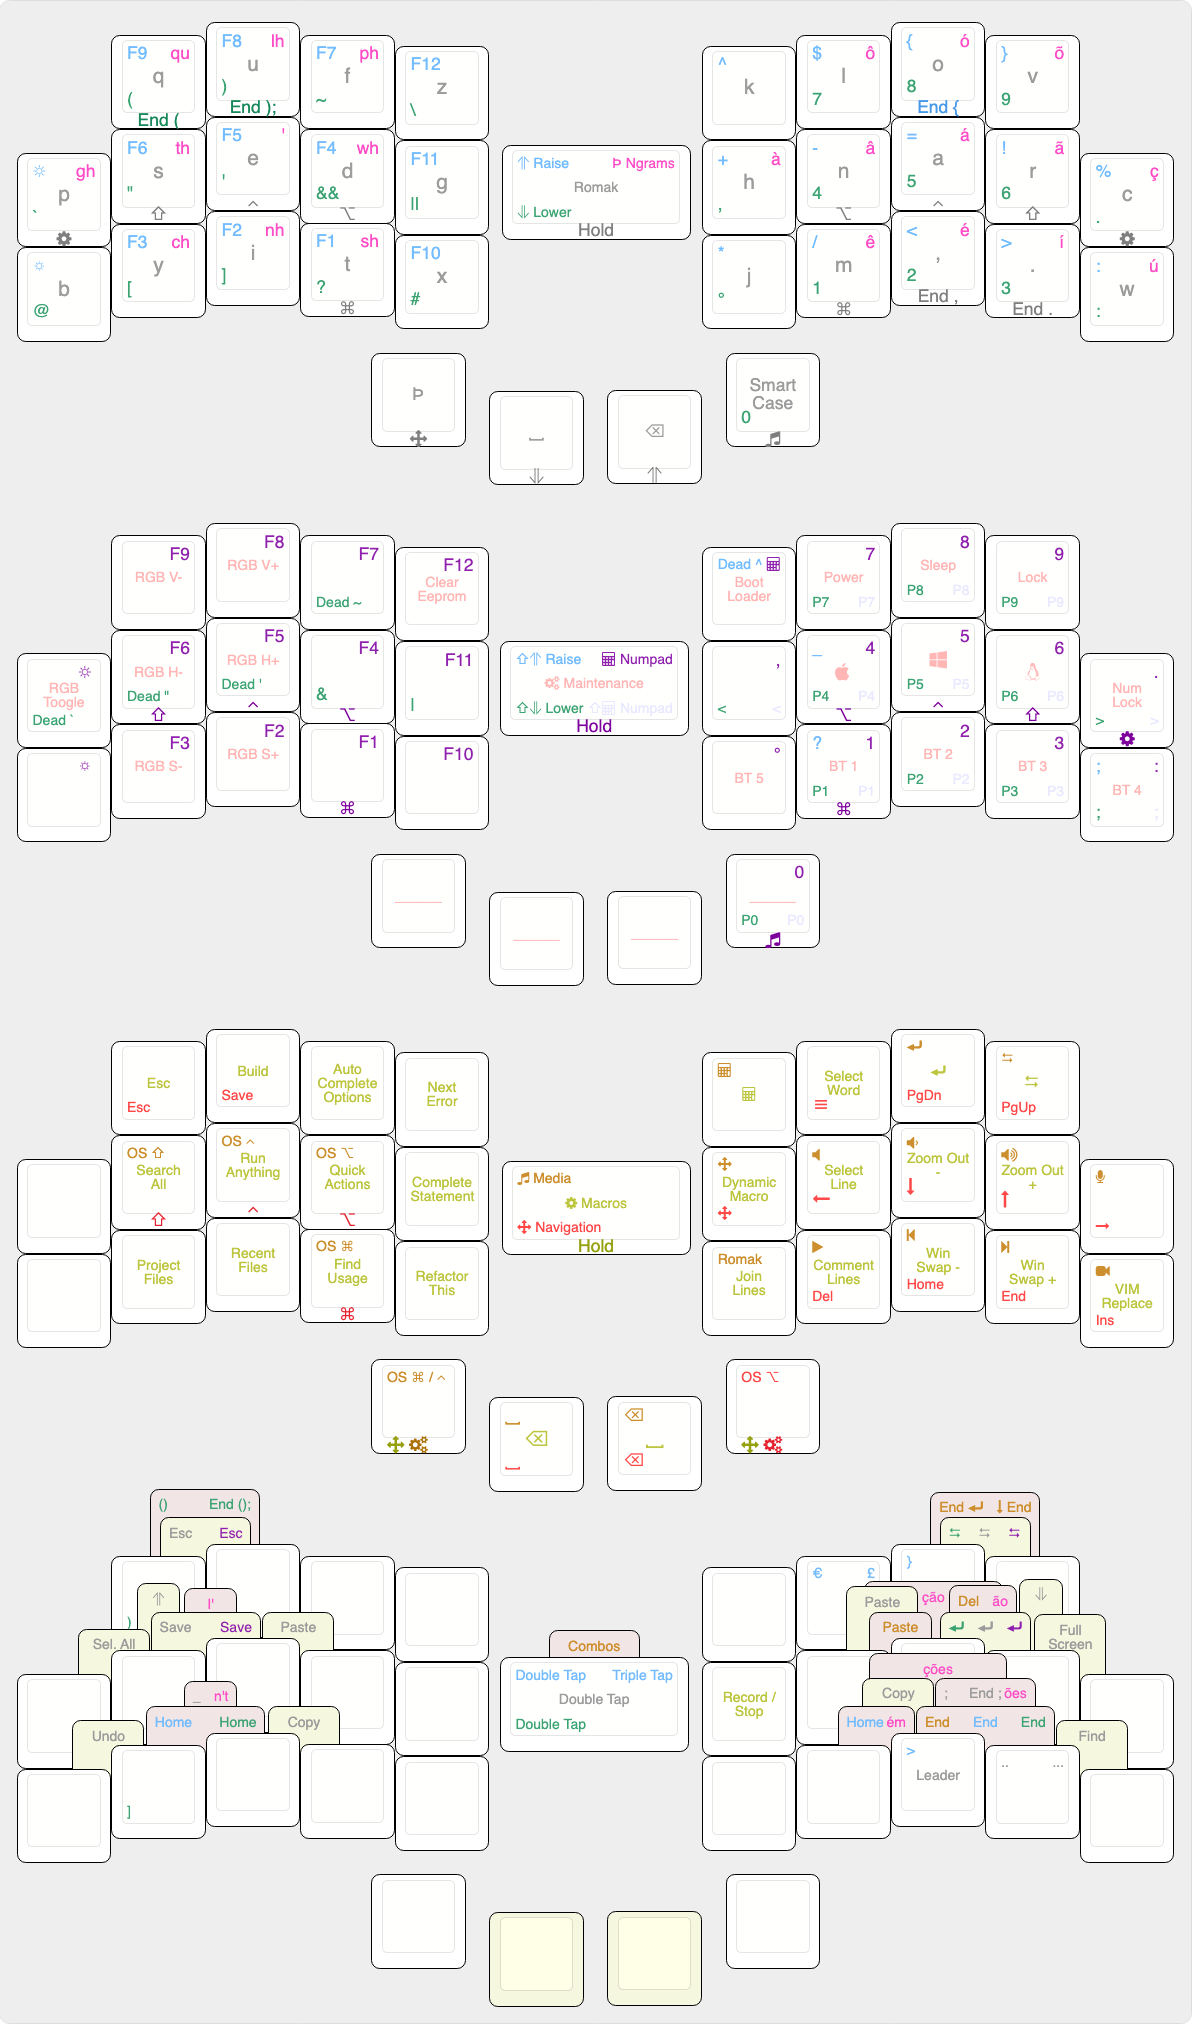 F9 qu
q
(
End (
F8 lh
u
)
End );
F7 ph
f
~
F12
z
\
^
k
$ ô
l
7
{ ó
o
8
End {
} õ
v
9
gh
p
`
F6 th
s
"
F5 '
e
'
F4 wh
d
&&
F11
g
||
⇑ Raise Þ Ngrams
Romak
⇓ Lower
Hold
+ à
h
,
- â
n
4
= á
a
5
! ã
r
6
% ç
c
.
b
@
F3 ch
y
[
F2 nh
i
]
F1 sh
t
?
⌘
F10
x
#
*
j
°
/ ê
m
1
⌘
< é
,
2
End ,
> í
.
3
End .
: ú
w
:
Þ
Smart
Case
0
F9
RGB V-
F8
RGB V+
F7
Dead ~
F12
Clear
Eeprom
Dead ^
Boot
Loader
7
Power
P7 P7
8
Sleep
P8 P8
9
Lock
P9 P9
RGB
Toogle
Dead `
F6
RGB H-
Dead "
F5
RGB H+
Dead '
F4
&
F11
|
⇧⇑ Raise Numpad
Maintenance
⇧⇓ Lower ⇧ Numpad
Hold
,
< <
_ 4
P4 P4
5
P5 P5
6
P6 P6
.
Num
Lock
> >
F3
RGB S-
F2
RGB S+
F1
⌘
F10
°
BT 5
? 1
BT 1
P1 P1
⌘
2
BT 2
P2 P2
3
BT 3
P3 P3
; :
BT 4
; ;
0
P0 P0
Esc
Esc
Build
Save
Auto
Complete
Options
Next
Error
Select
Word
PgDn
PgUp
OS ⇧
Search
All
OS ^
Run
Anything
OS ⌥
Quick
Actions
Complete
Statement
Media
Macros
Navigation
Hold
Dynamic
Macro
Select
Line
Zoom Out
-
Zoom Out
+
Project
Files
Recent
Files
OS ⌘
Find
Usage
⌘
Refactor
This
Romak
Join
Lines
Comment
Lines
Del
Win
Swap -
Home
Win
Swap +
End
VIM
Replace
Ins
OS ⌘ / ^
OS ⌥
() End ();
Esc Esc
End ↵ ↓ End
)
I'
Save Save
Paste
Sel. All
€ £
}
Paste
ção
Del ão
Paste
Full
Screen
Combos
Double Tap Triple Tap
Double Tap
Double Tap
_ n't
Home Home
Copy
Undo
Record /
Stop
ções
Copy
; End ; ões
Home ém
End End End
Find
]
>
Leader
.. ...